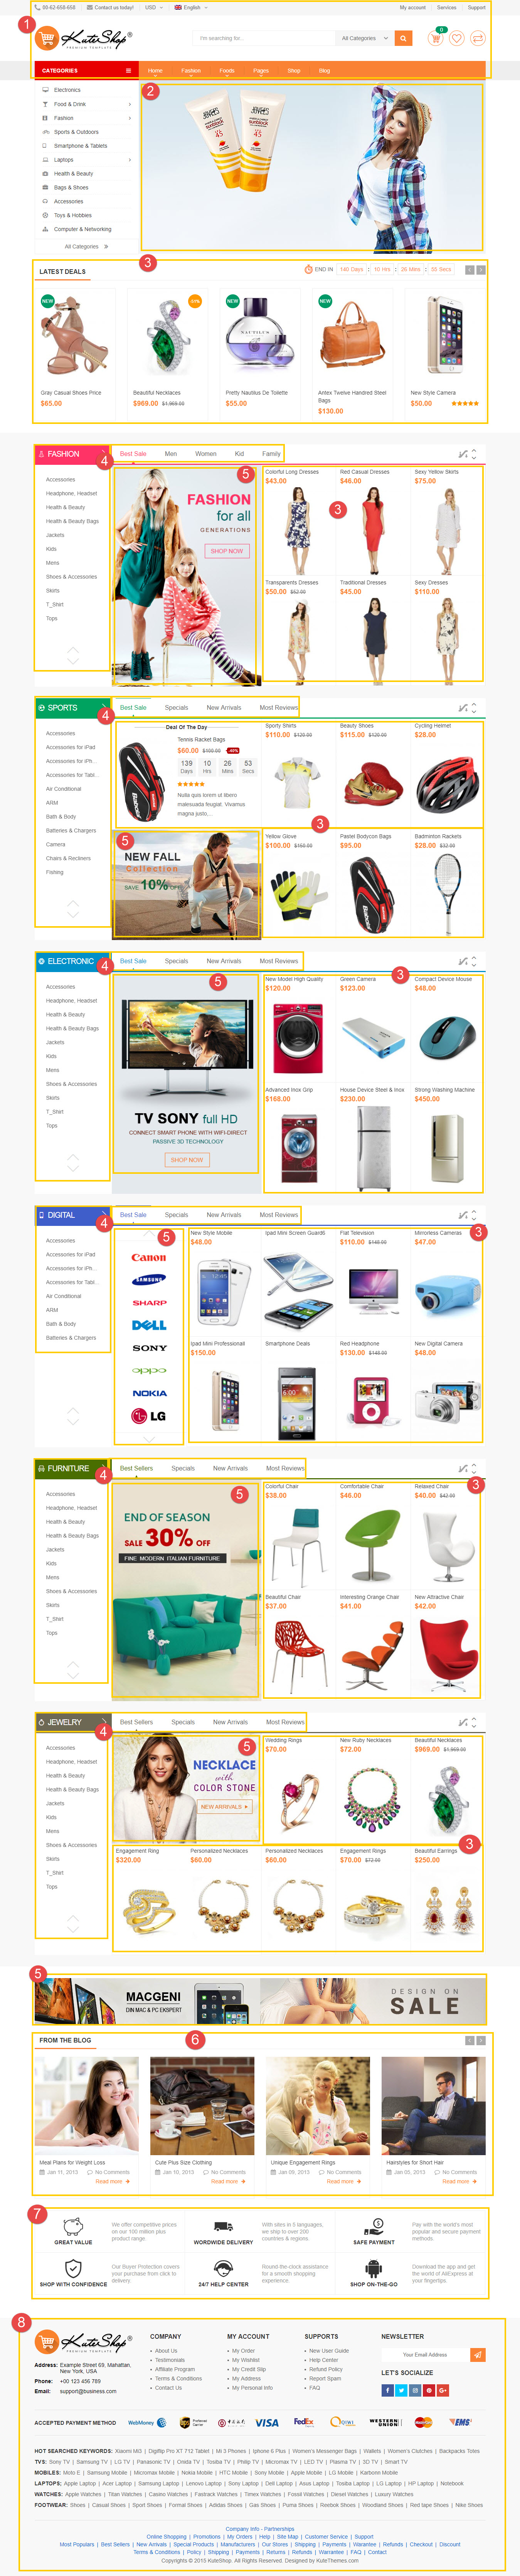 00-62-658-658 Contact us today! USD English My account Services Support
1
KuteShop
PREMIUM TEMPLATE
I'm searching for... All Categories
0
CATEGORIES Home Fashion Foods Pages Shop Blog
2
Electronics
Food & Drink
Fashion
Sports & Outdoors
Smartphone & Tablets
Laptops
Health & Beauty
Bags & Shoes
Accessories
Toys & Hobbies
Computer & Networking
All Categories
3
LATEST DEALS END IN 140 Days : 10 Hrs : 26 Mins : 55 Secs
NEW NEW NEW
Gray Casual Shoes Price
$65.00
Beautiful Necklaces
$969.00 $1,969.00
Pretty Nautilus De Toilette
$55.00
Aritex Twelve Handred Steel Bags
$130.00
New Style Camera
$50.00
FASHION
4
Best Sale Men Women Kid Family
Accessories
Headphone, Headset
Health & Beauty
Health & Beauty Bags
Jackets
Kids
Mens
Shoes & Accessories
Skirts
T_Shirt
Tops
5
FASHION
for all
GENERATIONS
SHOP NOW
3
Colorful Long Dresses
$43.00
Red Casual Dresses
$46.00
Sexy Yellow Skirts
$75.00
Transparents Dresses
$50.00 $52.00
Traditional Dresses
$45.00
Sexy Dresses
$110.00
SPORTS
4
Best Sale Specials New Arrivals Most Reviews
Accessories
Accessories for iPad
Accessories for iPh...
Accessories for Tabl...
Air Conditional
ARM
Bath & Body
Batteries & Chargers
Camera
Chairs & Recliners
Fishing
Deal Of The Day
Tennis Racket Bags
$60.00 $100.00 -40%
139 10 26 53
Days Hrs Mins Secs
Nulla quis lorem ut libero
malesuada feugiat. Vivamus
magna justo...
5
NEW FALL
Collection
SAVE 10% OFF
3
Sporty Shirts
$110.00 $120.00
Beauty Shoes
$115.00 $120.00
Cycling Helmet
$28.00
Yellow Glove
$100.00 $150.00
Pastel Bodycon Bags
$95.00
Badminton Rackets
$28.00 $32.00
ELECTRONIC
4
Best Sale Specials New Arrivals Most Reviews
Accessories
Headphone, Headset
Health & Beauty
Health & Beauty Bags
Jackets
Kids
Mens
Shoes & Accessories
Skirts
T_Shirt
Tops
5
TV SONY full HD
CONNECT SMART PHONE WITH WIFI-DIRECT
PASSIVE 3D TECHNOLOGY
SHOP NOW
3
New Model High Quality
$120.00
Green Camera
$123.00
Compact Device Mouse
$48.00
Advanced Inox Grip
$168.00
House Device Steel & Inox
$230.00
Strong Washing Machine
$450.00
DIGITAL
4
Best Sale Specials New Arrivals Most Reviews
Accessories
Accessories for iPad
Accessories for iPh...
Accessories for Tabl...
Air Conditional
ARM
Bath & Body
Batteries & Chargers
5
Canon
SAMSUNG
SHARP
DELL
SONY
oppo
NOKIA
LG
3
New Style Mobile
$48.00
Ipad Mini Screen Guard6
Flat Television
$110.00 $140.00
Mirrorless Cameras
$47.00
Ipad Mini Professionall
$150.00
Smartphone Deals
Red Headphone
$130.00 $148.00
New Digital Camera
$48.00
FURNITURE
4
Best Sellers Specials New Arrivals Most Reviews
Accessories
Headphone, Headset
Health & Beauty
Health & Beauty Bags
Jackets
Kids
Mens
Shoes & Accessories
Skirts
T_Shirt
Tops
5
END OF SEASON
SALE 30% OFF
FINE MODERN ITALIAN FURNITURE
3
Colorful Chair
$38.00
Comfortable Chair
$46.00
Relaxed Chair
$40.00 $42.00
Beautiful Chair
$37.00
Interesting Orange Chair
$41.00
New Attractive Chair
$42.00
JEWELRY
4
Best Sellers Specials New Arrivals Most Reviews
Accessories
Headphone, Headset
Health & Beauty
Health & Beauty Bags
Jackets
Kids
Mens
Shoes & Accessories
Skirts
T_Shirt
Tops
5
NECKLACE
with
COLOR STONE
NEW ARRIVALS
Wedding Rings
$70.00
New Ruby Necklaces
$72.00
Beautiful Necklaces
$969.00 $1,969.00
3
Engagement Ring
$320.00
Personalized Necklaces
$60.00
Personalized Necklaces
$60.00
Engagement Rings
$70.00 $72.00
Beautiful Earrings
$250.00
5
MACGENI
DIN MAC & PC EKSPERT
DESIGN ON
SALE
6
FROM THE BLOG
Meal Plans for Weight Loss
Jan 11, 2013 No Comments
Read more
Cute Plus Size Clothing
Jan 10, 2013 No Comments
Read more
Unique Engagement Rings
Jan 09, 2013 No Comments
Read more
Hairstyles for Short Hair
Jan 05, 2013 No Comments
Read more
7
GREAT VALUE
We offer competitive prices
on our 100 million plus
product range.
WORDWIDE DELIVERY
With sites in 5 languages,
we ship to over 200
countries & regions.
SAFE PAYMENT
Pay with the world's most
popular and secure payment
methods.
SHOP WITH CONFIDENCE
Our Buyer Protection covers
your purchase from click to
delivery.
24/7 HELP CENTER
Round-the-clock assistance
for a smooth shopping
experience.
SHOP ON-THE-GO
Download the app and get
the world of AliExpress at
your fingertips.
8
KuteShop
PREMIUM TEMPLATE
Address: Example Street 69, Mahattan,
New York, USA
Phone: +00 123 456 789
Email: support@business.com
COMPANY
About Us
Testimonials
Affiliate Program
Terms & Conditions
Contact Us
MY ACCOUNT
My Order
My Wishlist
My Credit Slip
My Address
My Personal Info
SUPPORTS
New User Guide
Help Center
Refund Policy
Report Spam
FAQ
NEWSLETTER
Your Email Address
LET'S SOCIALIZE
ACCEPTED PAYMENT METHOD WebMoney VISA FedEx WESTERN UNION MasterCard EMS
HOT SEARCHED KEYWORDS: Xiaomi Mi3 | Digiflip Pro XT 712 Tablet | Mi 3 Phones | Iphone 6 Plus | Women's Messenger Bags | Wallets | Women's Clutches | Backpacks Totes
TVS: Sony TV | Samsung TV | LG TV | Panasonic TV | Onida TV | Toshiba TV | Philip TV | Micromax TV | LED TV | Plasma TV | 3D TV | Smart TV
MOBILES: Moto E | Samsung Mobile | Micromax Mobile | Nokia Mobile | HTC Mobile | Sony Mobile | Apple Mobile | LG Mobile | Karbonn Mobile
LAPTOPS: Apple Laptop | Acer Laptop | Samsung Laptop | Lenovo Laptop | Sony Laptop | Dell Laptop | Asus Laptop | Toshiba Laptop | LG Laptop | HP Laptop | Notebook
WATCHES: Apple Watches | Titan Watches | Casino Watches | Fastrack Watches | Timex Watches | Fossil Watches | Diesel Watches | Luxury Watches
FOOTWEAR: Shoes | Casual Shoes | Sport Shoes | Formal Shoes | Adidas Shoes | Gas Shoes | Puma Shoes | Reebok Shoes | Woodland Shoes | Red tape Shoes | Nike Shoes
Company Info - Partnerships
Online Shopping | Promotions | My Orders | Help | Site Map | Customer Service | Support
Most Populars | Best Sellers | New Arrivals | Special Products | Manufacturers | Our Stores | Shipping | Payments | Warantee | Refunds | Checkout | Discount
Terms & Conditions | Policy | Shipping | Payments | Returns | Refunds | Warrantee | FAQ | Contact
Copyrights © 2015 KuteShop. All Rights Reserved. Designed by KuteThemes.com